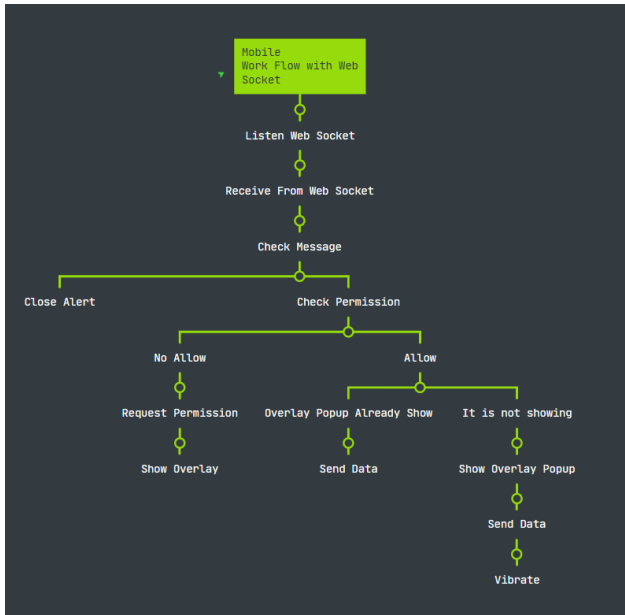 Mobile
Work Flow with Web
Socket
Listen Web Socket
Receive From Web Socket
Check Message
Close Alert
Check Permission
No Allow
Allow
Request Permission
Overlay Popup Already Show
It is not showing
Show Overlay
Send Data
Show Overlay Popup
Send Data
Vibrate